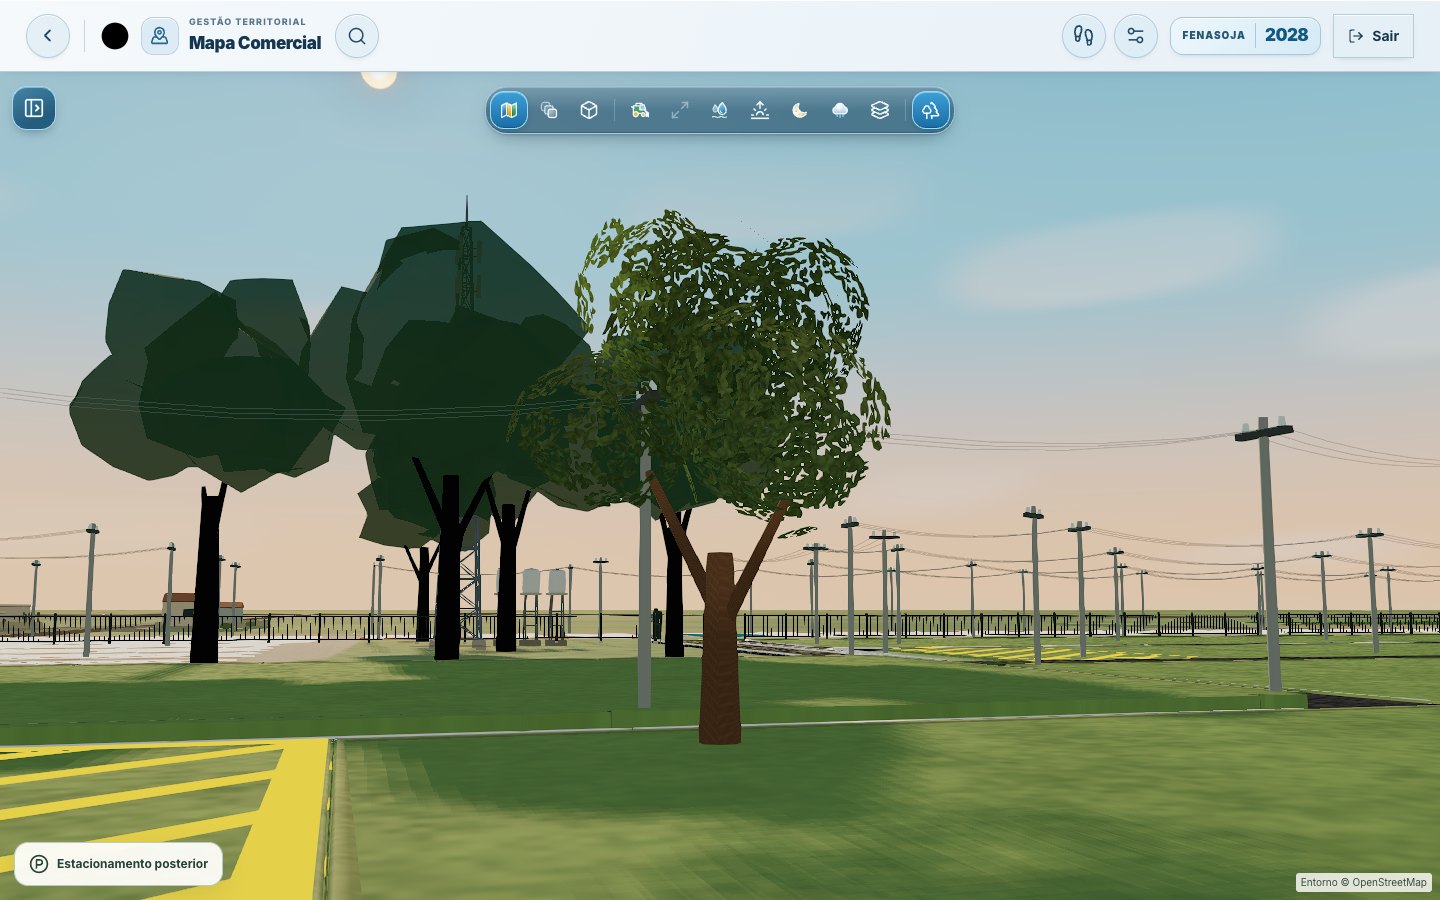 GESTÃO TERRITORIAL
Mapa Comercial
FENASOJA 2028
Sair
Estacionamento posterior
Entorno © OpenStreetMap